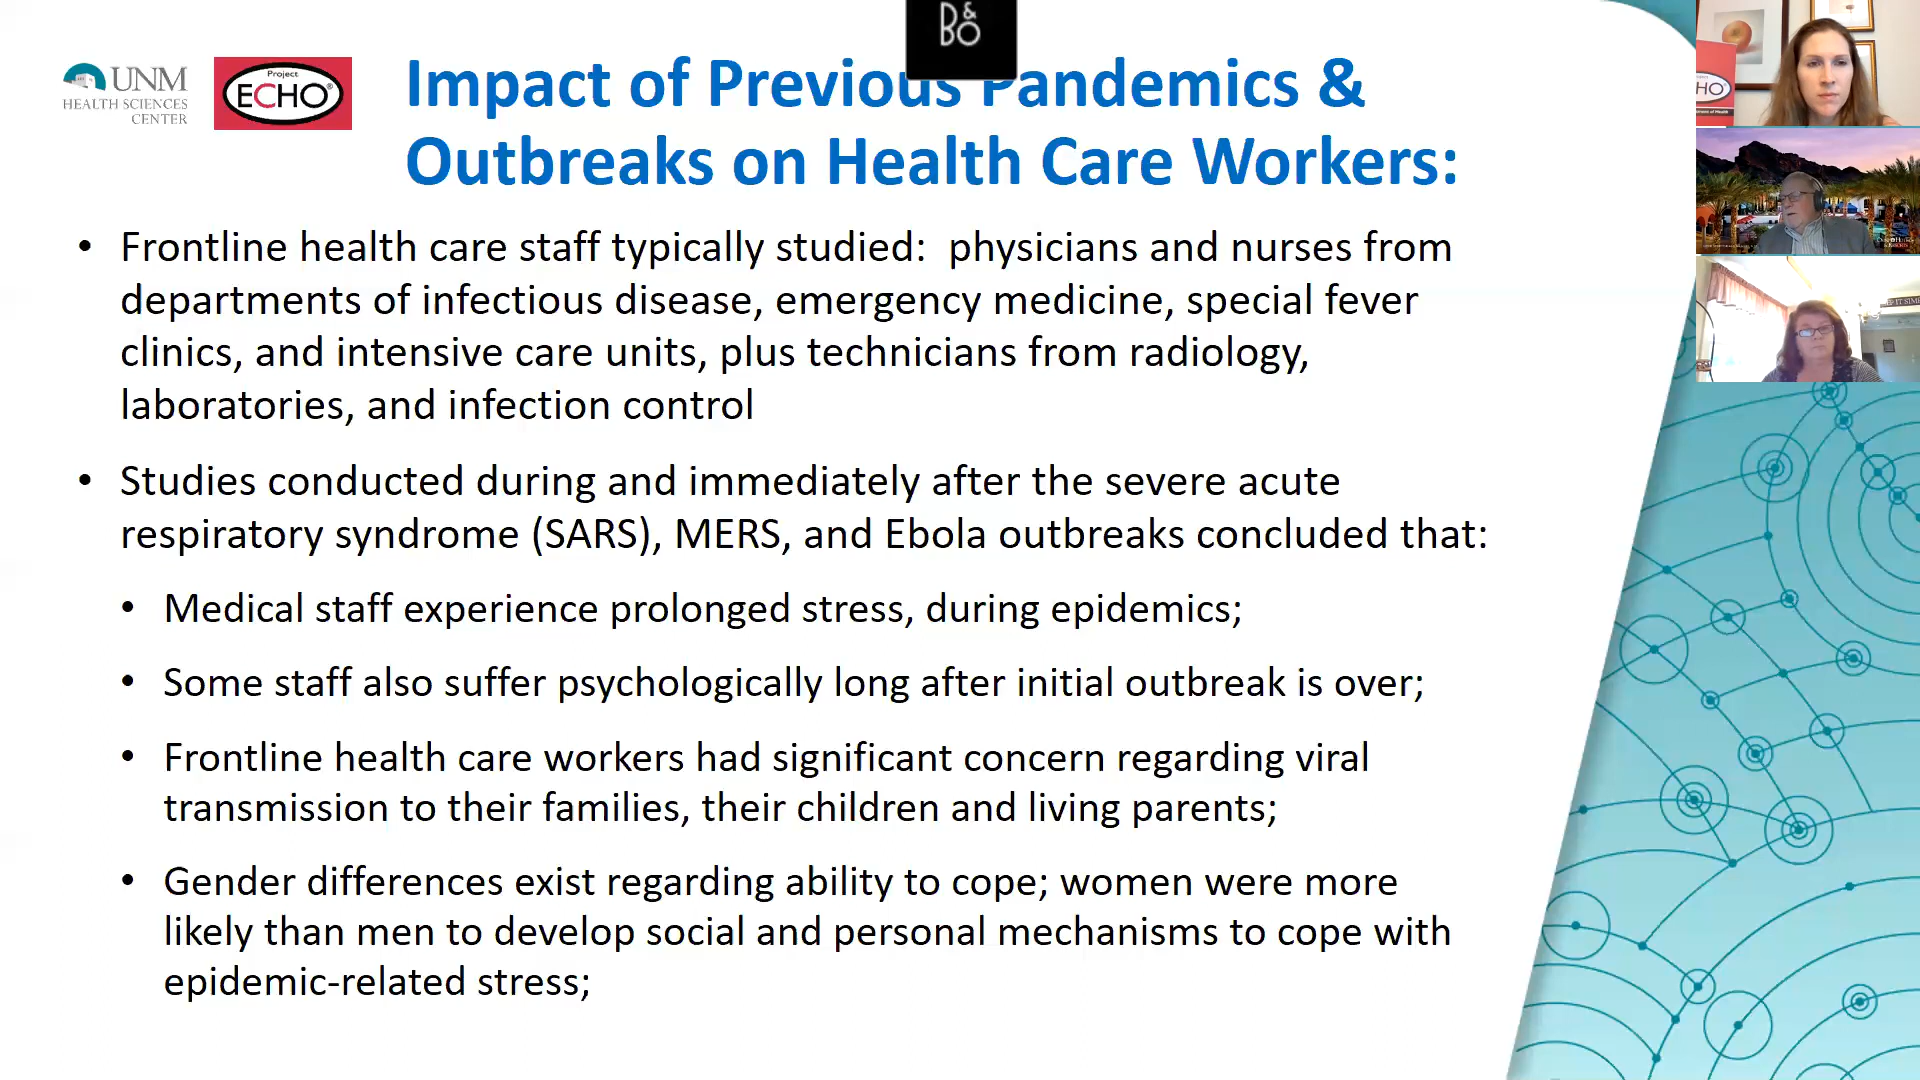 B&O
UNM
HEALTH SCIENCES
CENTER
Project
ECHO®
Impact of Previous Pandemics &
Outbreaks on Health Care Workers:
• Frontline health care staff typically studied:  physicians and nurses from
departments of infectious disease, emergency medicine, special fever
clinics, and intensive care units, plus technicians from radiology,
laboratories, and infection control
• Studies conducted during and immediately after the severe acute
respiratory syndrome (SARS), MERS, and Ebola outbreaks concluded that:
• Medical staff experience prolonged stress, during epidemics;
• Some staff also suffer psychologically long after initial outbreak is over;
• Frontline health care workers had significant concern regarding viral
transmission to their families, their children and living parents;
• Gender differences exist regarding ability to cope; women were more
likely than men to develop social and personal mechanisms to cope with
epidemic-related stress;
HO
IT SIM